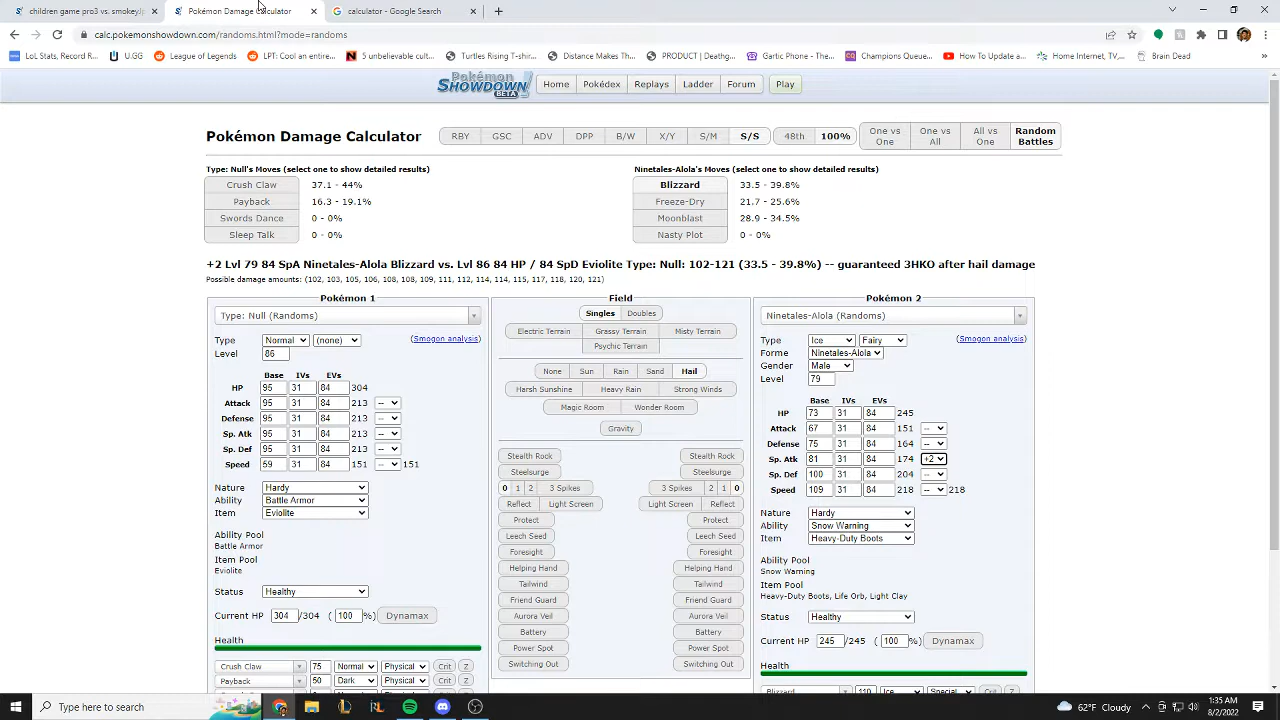 children game pro3 vs. smokey.lj
Pokémon Damage Calculator
calculator - Google Search
calc.pokemonshowdown.com/randoms.html?mode=randoms
LoL Stats, Record R...
U.GG
League of Legends
LPT: Cool an entire...
5 unbelievable cult...
Turtles Rising T-shir...
Distance Makes Th...
PRODUCT | Deathg...
Gartic Phone - The...
Champions Queue...
How To Update a...
Home Internet, TV,...
Brain Dead
Pokémon
SHOWDOWN
BETA
Home
Pokédex
Replays
Ladder
Forum
Play
Pokémon Damage Calculator
RBY GSC ADV DPP B/W X/Y S/M S/S
48th 100%
One vs One
One vs All
All vs One
Random Battles
Type: Null's Moves (select one to show detailed results)
Crush Claw 37.1 - 44%
Payback 16.3 - 19.1%
Swords Dance 0 - 0%
Sleep Talk 0 - 0%
Ninetales-Alola's Moves (select one to show detailed results)
Blizzard 33.5 - 39.8%
Freeze-Dry 21.7 - 25.6%
Moonblast 28.9 - 34.5%
Nasty Plot 0 - 0%
+2 Lvl 79 84 SpA Ninetales-Alola Blizzard vs. Lvl 86 84 HP / 84 SpD Eviolite Type: Null: 102-121 (33.5 - 39.8%) -- guaranteed 3HKO after hail damage
Possible damage amounts: (102, 103, 105, 106, 108, 108, 109, 111, 112, 114, 114, 115, 117, 118, 120, 121)
Pokémon 1
Type: Null (Randoms)
Type Normal (none) (Smogon analysis)
Level 86
Base IVs EVs
HP 95 31 84 304
Attack 95 31 84 213 --
Defense 95 31 84 213 --
Sp. Atk 95 31 84 213 --
Sp. Def 95 31 84 213 --
Speed 59 31 84 151 -- 151
Nature Hardy
Ability Battle Armor
Item Eviolite
Ability Pool
Battle Armor
Item Pool
Eviolite
Status Healthy
Current HP 304 /304 ( 100 %) Dynamax
Health
Crush Claw 75 Normal Physical Crit Z
Payback 50 Dark Physical Crit Z
Field
Singles Doubles
Electric Terrain Grassy Terrain Misty Terrain
Psychic Terrain
None Sun Rain Sand Hail
Harsh Sunshine Heavy Rain Strong Winds
Magic Room Wonder Room
Gravity
Stealth Rock Stealth Rock
Steelsurge Steelsurge
0 1 2 3 Spikes 3 Spikes 2 1 0
Reflect Light Screen Light Screen Reflect
Protect Protect
Leech Seed Leech Seed
Foresight Foresight
Helping Hand Helping Hand
Tailwind Tailwind
Friend Guard Friend Guard
Aurora Veil Aurora Veil
Battery Battery
Power Spot Power Spot
Switching Out Switching Out
Pokémon 2
Ninetales-Alola (Randoms)
Type Ice Fairy (Smogon analysis)
Forme Ninetales-Alola
Gender Male
Level 79
Base IVs EVs
HP 73 31 84 245
Attack 67 31 84 151 --
Defense 75 31 84 164 --
Sp. Atk 81 31 84 174 +2
Sp. Def 100 31 84 204 --
Speed 109 31 84 218 -- 218
Nature Hardy
Ability Snow Warning
Item Heavy-Duty Boots
Ability Pool
Snow Warning
Item Pool
Heavy-Duty Boots, Life Orb, Light Clay
Status Healthy
Current HP 245 /245 ( 100 %) Dynamax
Health
Blizzard 110 Ice Special Crit Z
Type here to search
62°F
1:35 AM
8/2/2022